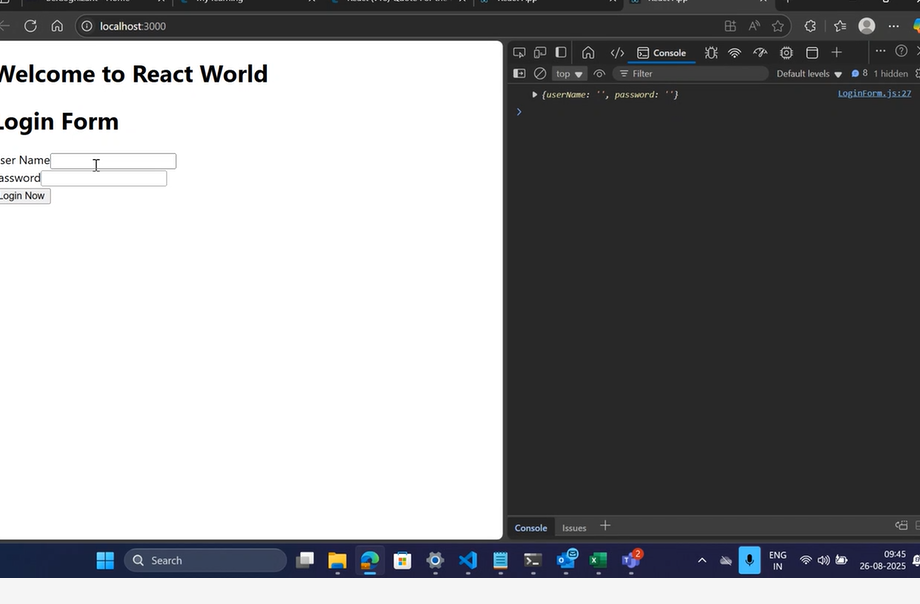 localhost:3000
Welcome to React World
Login Form
ser Name
assword
Login Now
Console
top
Filter
Default levels
8
1 hidden
{userName: '', password: ''}
LoginForm.js:27
Console
Issues
Search
2
ENG
IN
09:45
26-08-2025